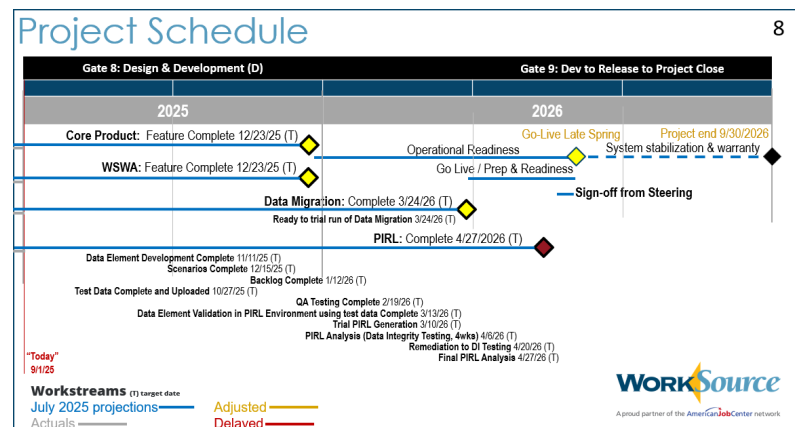 Project Schedule
8
Gate 8: Design & Development (D)
Gate 9: Dev to Release to Project Close
2025
2026
Core Product: Feature Complete 12/23/25 (T)
Go-Live Late Spring
Project end 9/30/2026
Operational Readiness
System stabilization & warranty
WSWA: Feature Complete 12/23/25 (T)
Go Live / Prep & Readiness
Sign-off from Steering
Data Migration: Complete 3/24/26 (T)
Ready to trial run of Data Migration 3/24/26 (T)
PIRL: Complete 4/27/2026 (T)
Data Element Development Complete 11/11/25 (T)
Scenarios Complete 12/15/25 (T)
Backlog Complete 1/12/26 (T)
Test Data Complete and Uploaded 10/27/25 (T)
QA Testing Complete 2/19/26 (T)
Data Element Validation in PIRL Environment using test data Complete 3/13/26 (T)
Trial PIRL Generation 3/10/26 (T)
PIRL Analysis (Data Integrity Testing, 4wks) 4/6/26 (T)
Remediation to DI Testing 4/20/26 (T)
Final PIRL Analysis 4/27/26 (T)
"Today"
9/1/25
Workstreams (T) target date
July 2025 projections
Adjusted
Actuals
Delayed
WorkSource
A proud partner of the AmericanJobCenter network